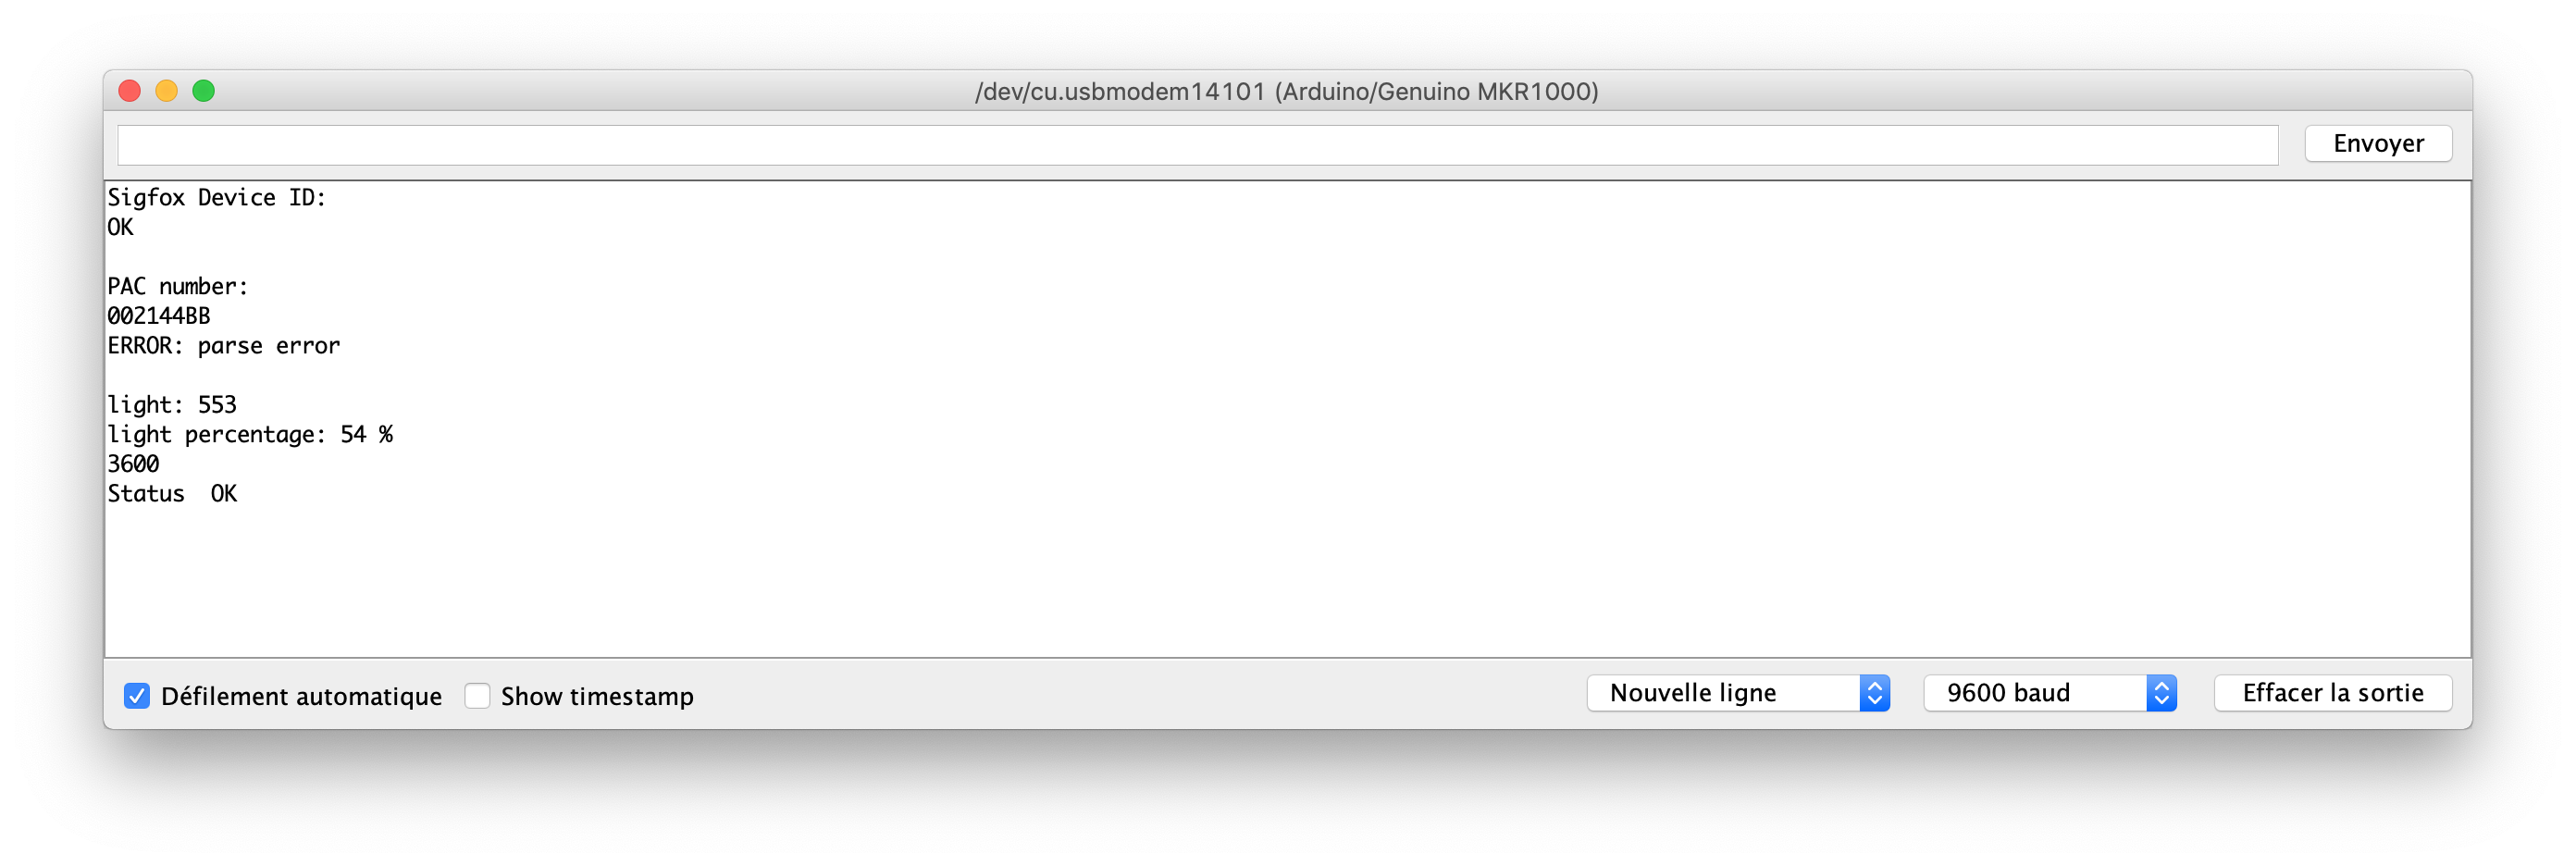 /dev/cu.usbmodem14101 (Arduino/Genuino MKR1000)
Envoyer
Sigfox Device ID:
OK
PAC number:
002144BB
ERROR: parse error
light: 553
light percentage: 54 %
3600
Status  OK
Défilement automatique
Show timestamp
Nouvelle ligne
9600 baud
Effacer la sortie